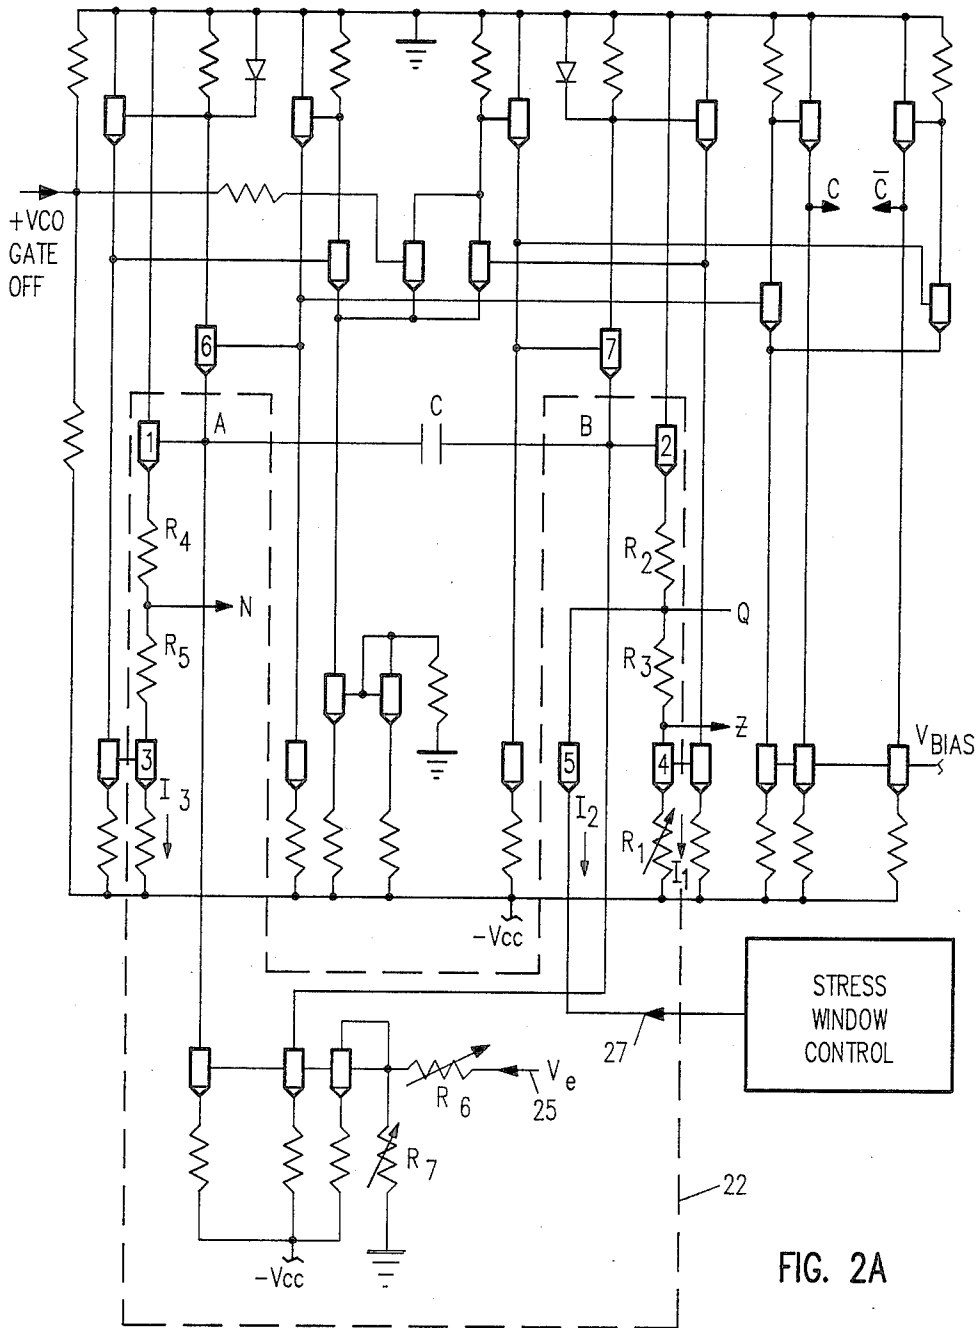 +VCO
GATE
OFF
C
C̅
6
7
1
A
C
B
2
R4
R2
N
Q
R5
R3
Z
VBIAS
3
5
4
I3
I2
R1
I1
-Vcc
STRESS
WINDOW
CONTROL
27
Ve
R6
25
R7
22
-Vcc
FIG. 2A